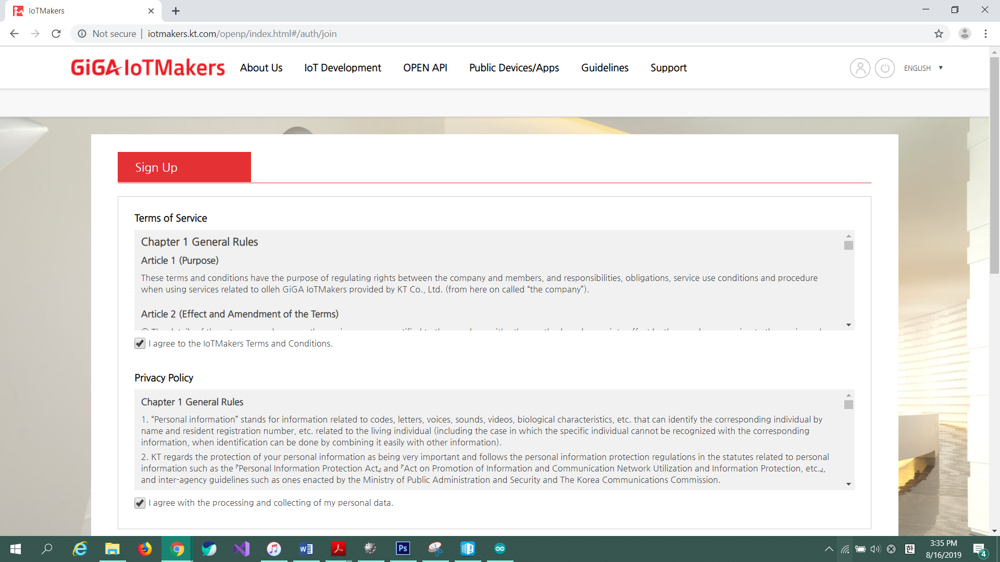 IoTMakers
Not secure | iotmakers.kt.com/openp/index.html#/auth/join
GiGA IoTMakers About Us IoT Development OPEN API Public Devices/Apps Guidelines Support ENGLISH
Sign Up
Terms of Service
Chapter 1 General Rules
Article 1 (Purpose)
These terms and conditions have the purpose of regulating rights between the company and members, and responsibilities, obligations, service use conditions and procedure
when using services related to olleh GiGA IoTMakers provided by KT Co., Ltd. (from here on called “the company”).
Article 2 (Effect and Amendment of the Terms)
I agree to the IoTMakers Terms and Conditions.
Privacy Policy
Chapter 1 General Rules
1. “Personal information” stands for information related to codes, letters, voices, sounds, videos, biological characteristics, etc. that can identify the corresponding individual by
name and resident registration number, etc. related to the living individual (including the case in which the specific individual cannot be recognized with the corresponding
information, when identification can be done by combining it easily with other information).
2. KT regards the protection of your personal information as being very important and follows the personal information protection regulations in the statutes related to personal
information such as the『Personal Information Protection Act』and『Act on Promotion of Information and Communication Network Utilization and Information Protection, etc.』,
and inter-agency guidelines such as ones enacted by the Ministry of Public Administration and Security and The Korea Communications Commission.
I agree with the processing and collecting of my personal data.
Ps
한
3:35 PM
8/16/2019
4